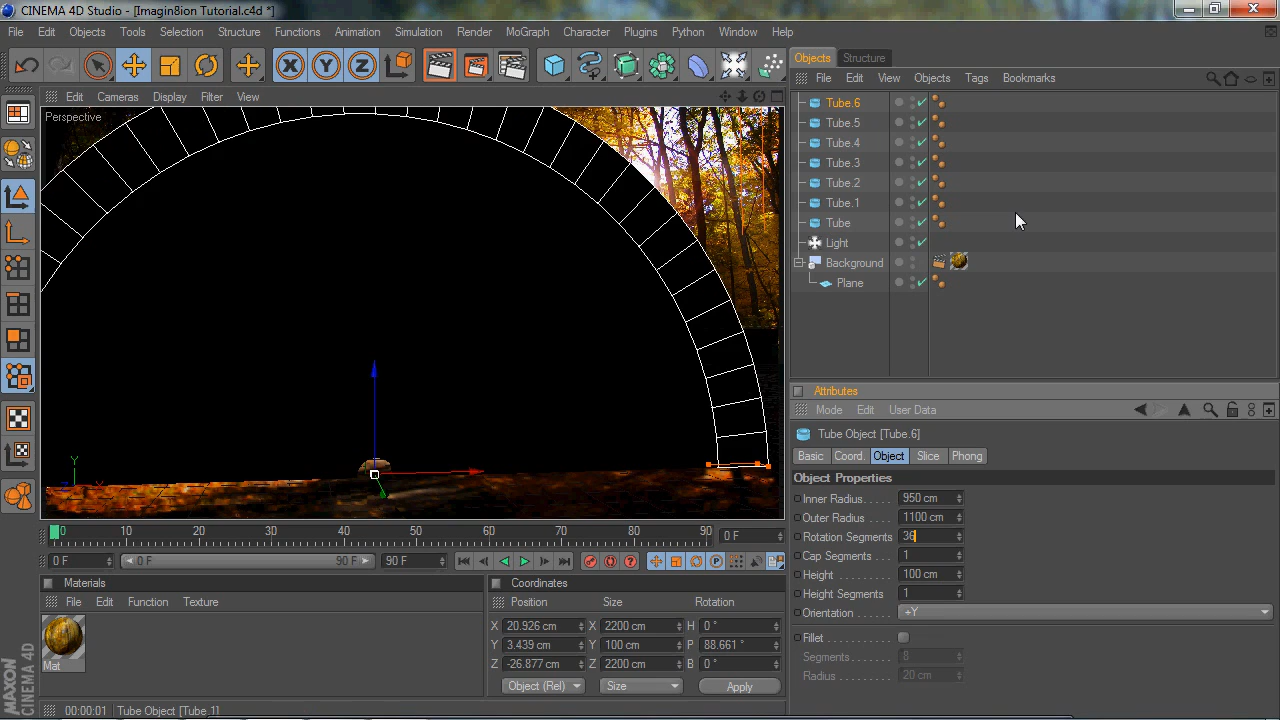 CINEMA 4D Studio - [Imagin8ion Tutorial.c4d *]
File Edit Objects Tools Selection Structure Functions Animation Simulation Render MoGraph Character Plugins Python Window Help
X Y Z
Objects Structure
File Edit View Objects Tags Bookmarks
Edit Cameras Display Filter View
Perspective
Tube.6
Tube.5
Tube.4
Tube.3
Tube.2
Tube.1
Tube
Light
Background
Plane
Attributes
Mode Edit User Data
Tube Object [Tube.6]
Basic Coord. Object Slice Phong
Object Properties
Inner Radius . . . . . 950 cm
Outer Radius . . . . 1100 cm
Rotation Segments 36
Cap Segments . . . 1
Height . . . . . . . . . . 100 cm
Height Segments . 1
Orientation . . . . . . . +Y
Fillet . . . . . . . . . . . .
Segments . . . . . . . 8
Radius . . . . . . . . . . 20 cm
Y
X
0 10 20 30 40 50 60 70 80 90 0 F
0 F 0 F 90 F 90 F
Materials
File Edit Function Texture
Mat
Coordinates
Position Size Rotation
X 20.926 cm X 2200 cm H 0 °
Y 3.439 cm Y 100 cm P 88.661 °
Z -26.877 cm Z 2200 cm B 0 °
Object (Rel) Size Apply
MAXON
CINEMA 4D
00:00:01 Tube Object [Tube.1]